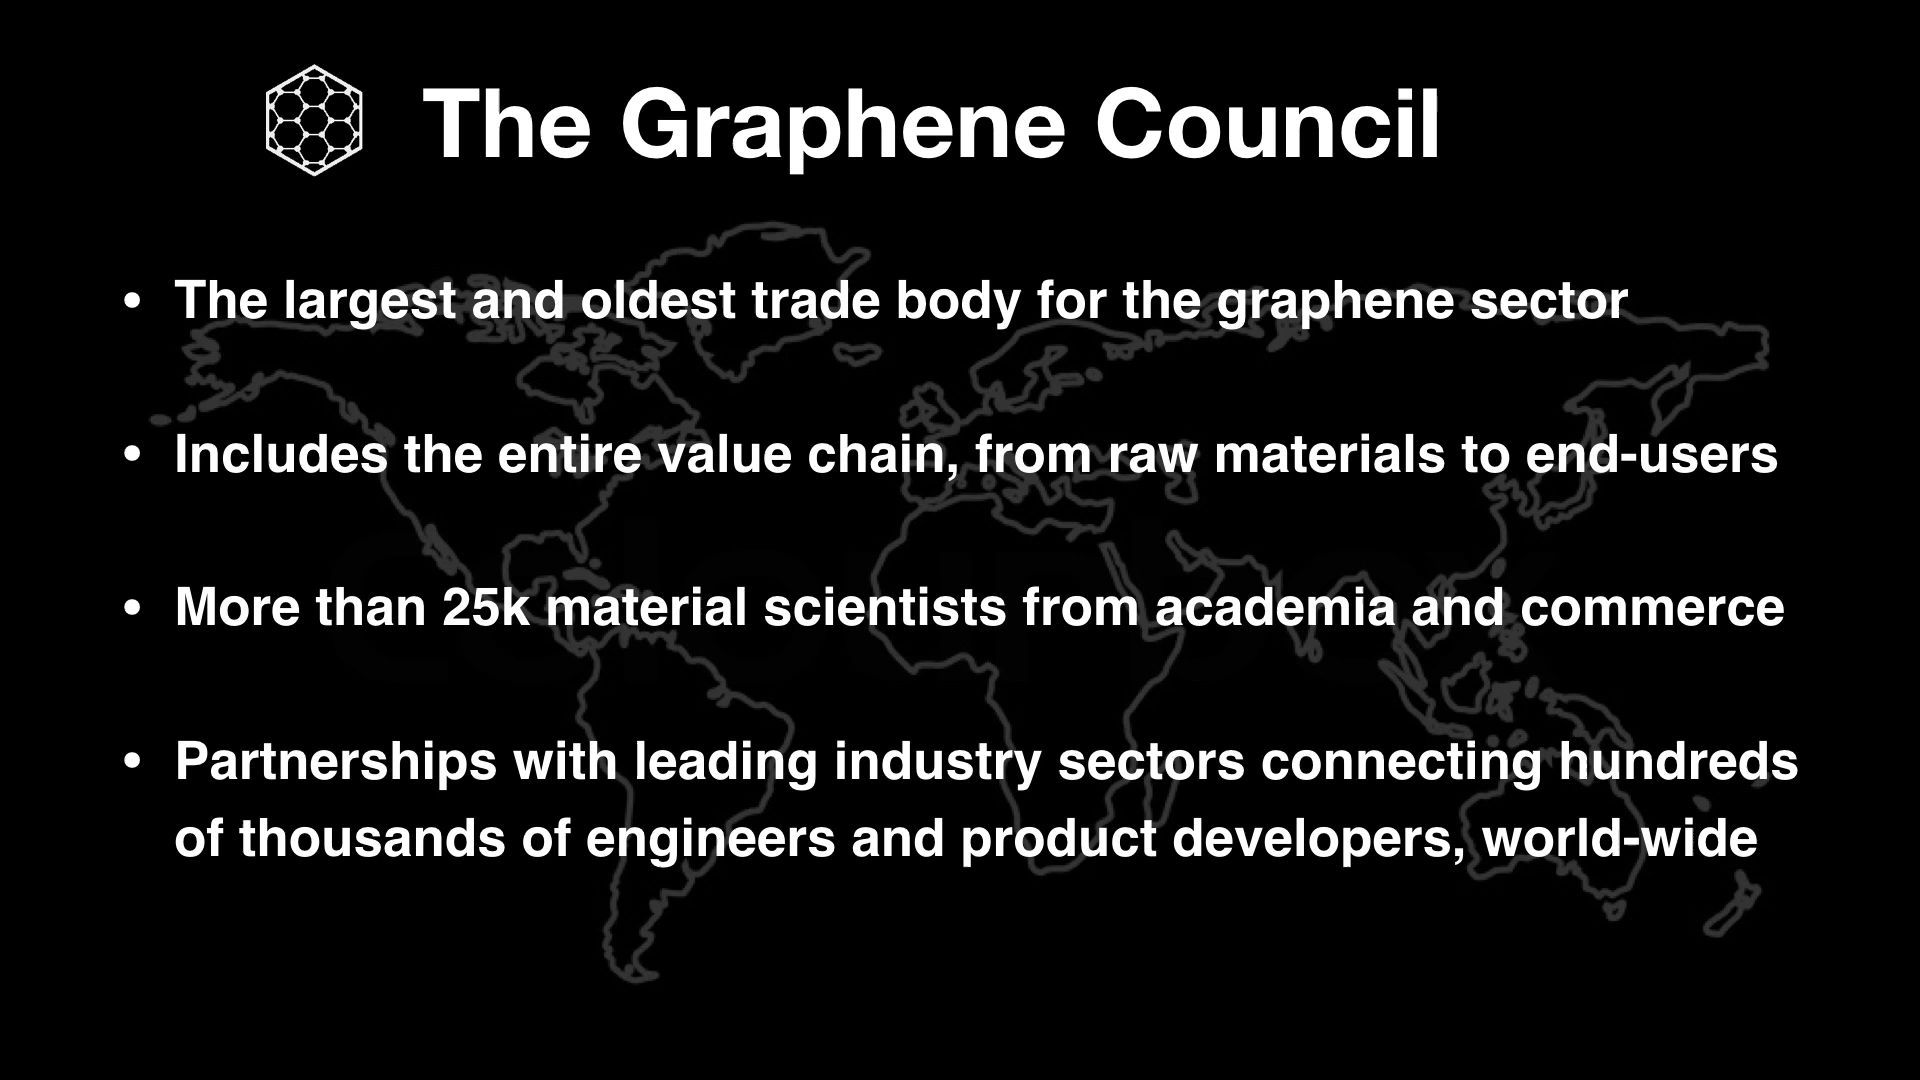 The Graphene Council
• The largest and oldest trade body for the graphene sector
• Includes the entire value chain, from raw materials to end-users
• More than 25k material scientists from academia and commerce
• Partnerships with leading industry sectors connecting hundreds
of thousands of engineers and product developers, world-wide